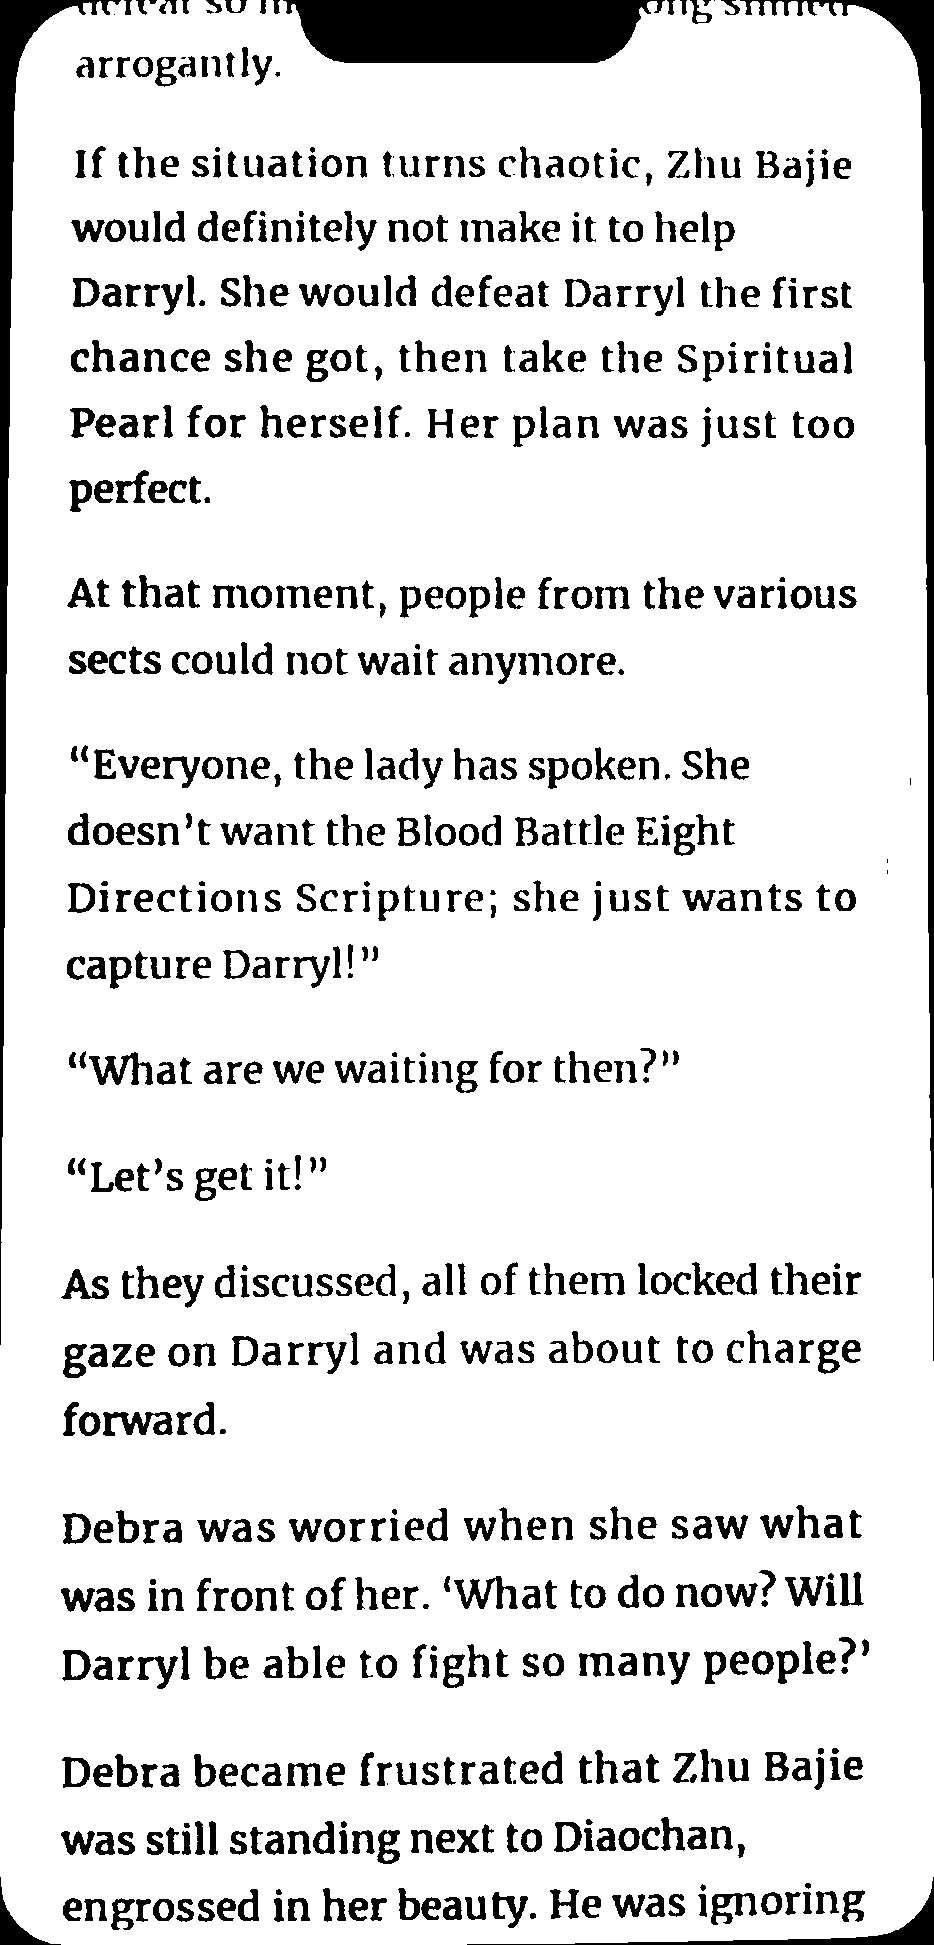 arrogantly.
If the situation turns chaotic, Zhu Bajie
would definitely not make it to help
Darryl. She would defeat Darryl the first
chance she got, then take the Spiritual
Pearl for herself. Her plan was just too
perfect.
At that moment, people from the various
sects could not wait anymore.
“Everyone, the lady has spoken. She
doesn’t want the Blood Battle Eight
Directions Scripture; she just wants to
capture Darryl!”
“What are we waiting for then?”
“Let’s get it!”
As they discussed, all of them locked their
gaze on Darryl and was about to charge
forward.
Debra was worried when she saw what
was in front of her. ‘What to do now? Will
Darryl be able to fight so many people?’
Debra became frustrated that Zhu Bajie
was still standing next to Diaochan,
engrossed in her beauty. He was ignoring